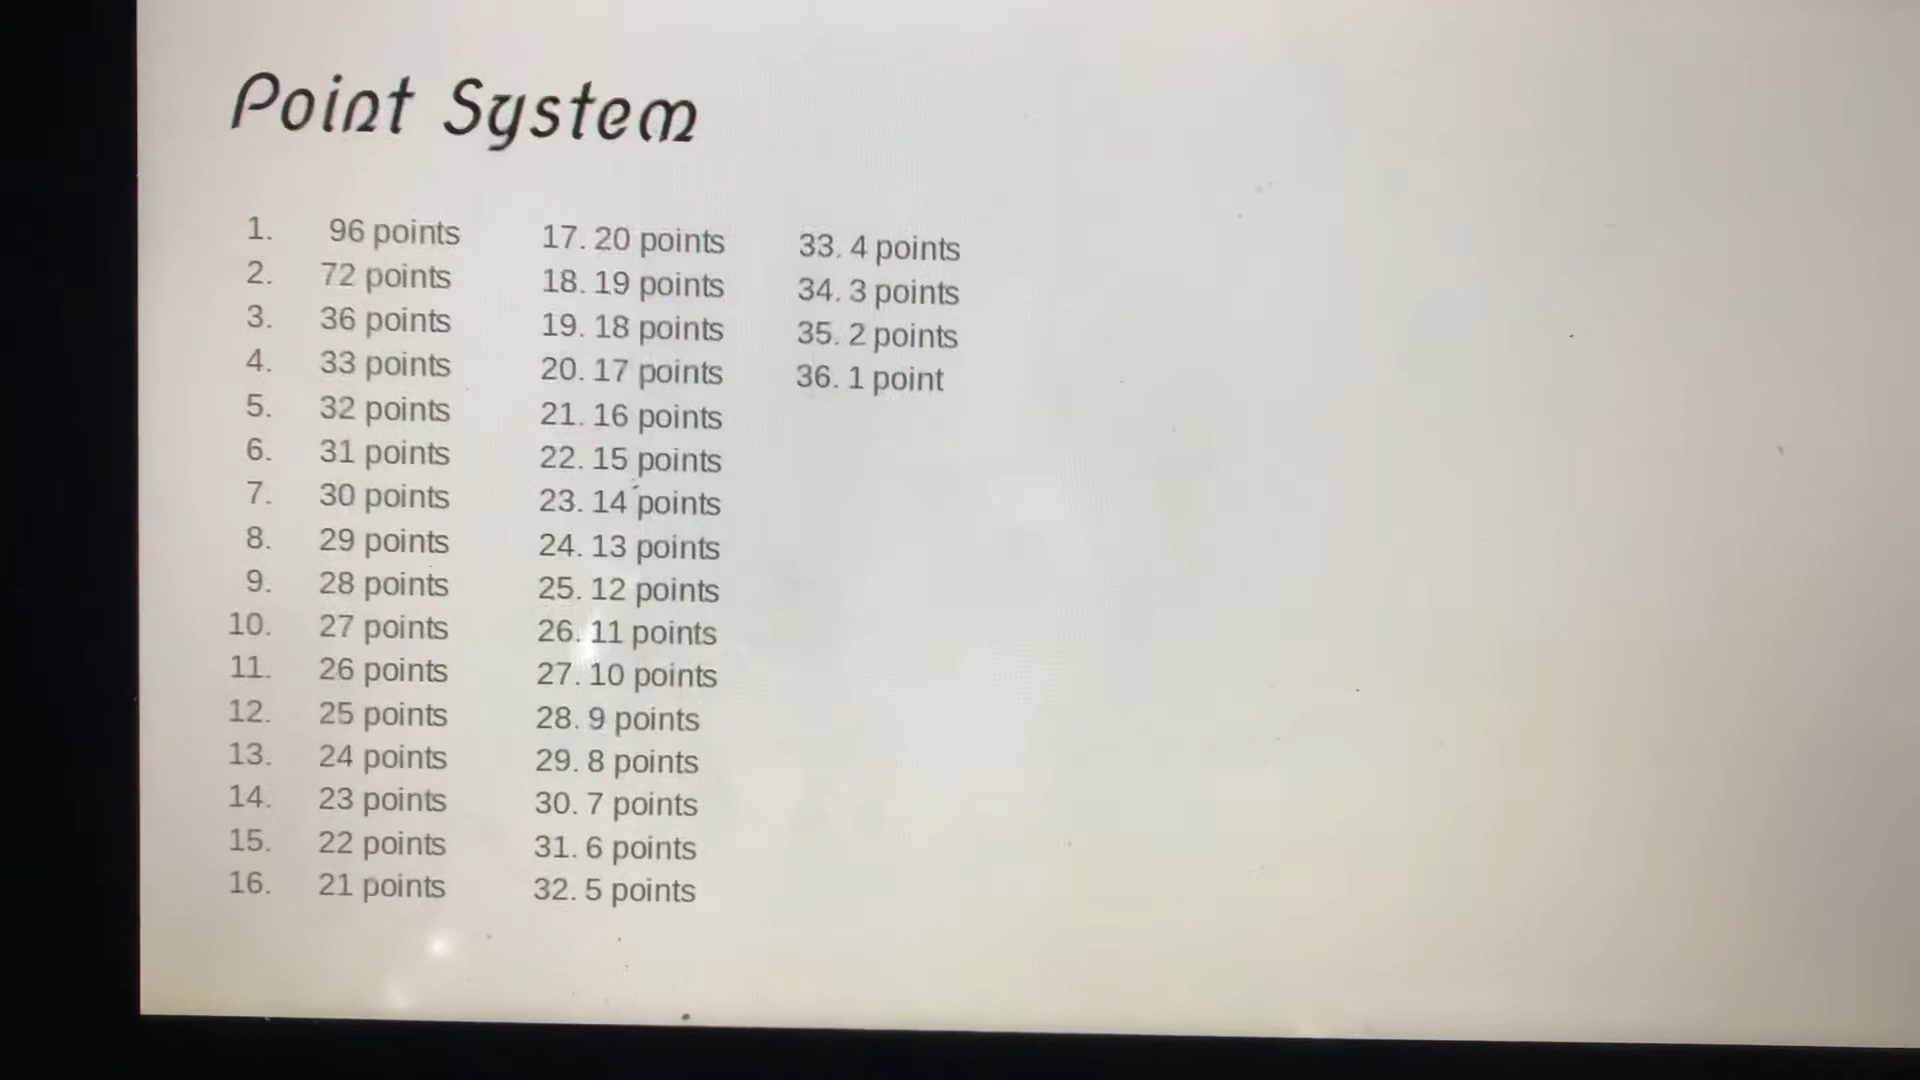 Point System
1. 96 points
2. 72 points
3. 36 points
4. 33 points
5. 32 points
6. 31 points
7. 30 points
8. 29 points
9. 28 points
10. 27 points
11. 26 points
12. 25 points
13. 24 points
14. 23 points
15. 22 points
16. 21 points
17. 20 points
18. 19 points
19. 18 points
20. 17 points
21. 16 points
22. 15 points
23. 14 points
24. 13 points
25. 12 points
26. 11 points
27. 10 points
28. 9 points
29. 8 points
30. 7 points
31. 6 points
32. 5 points
33. 4 points
34. 3 points
35. 2 points
36. 1 point